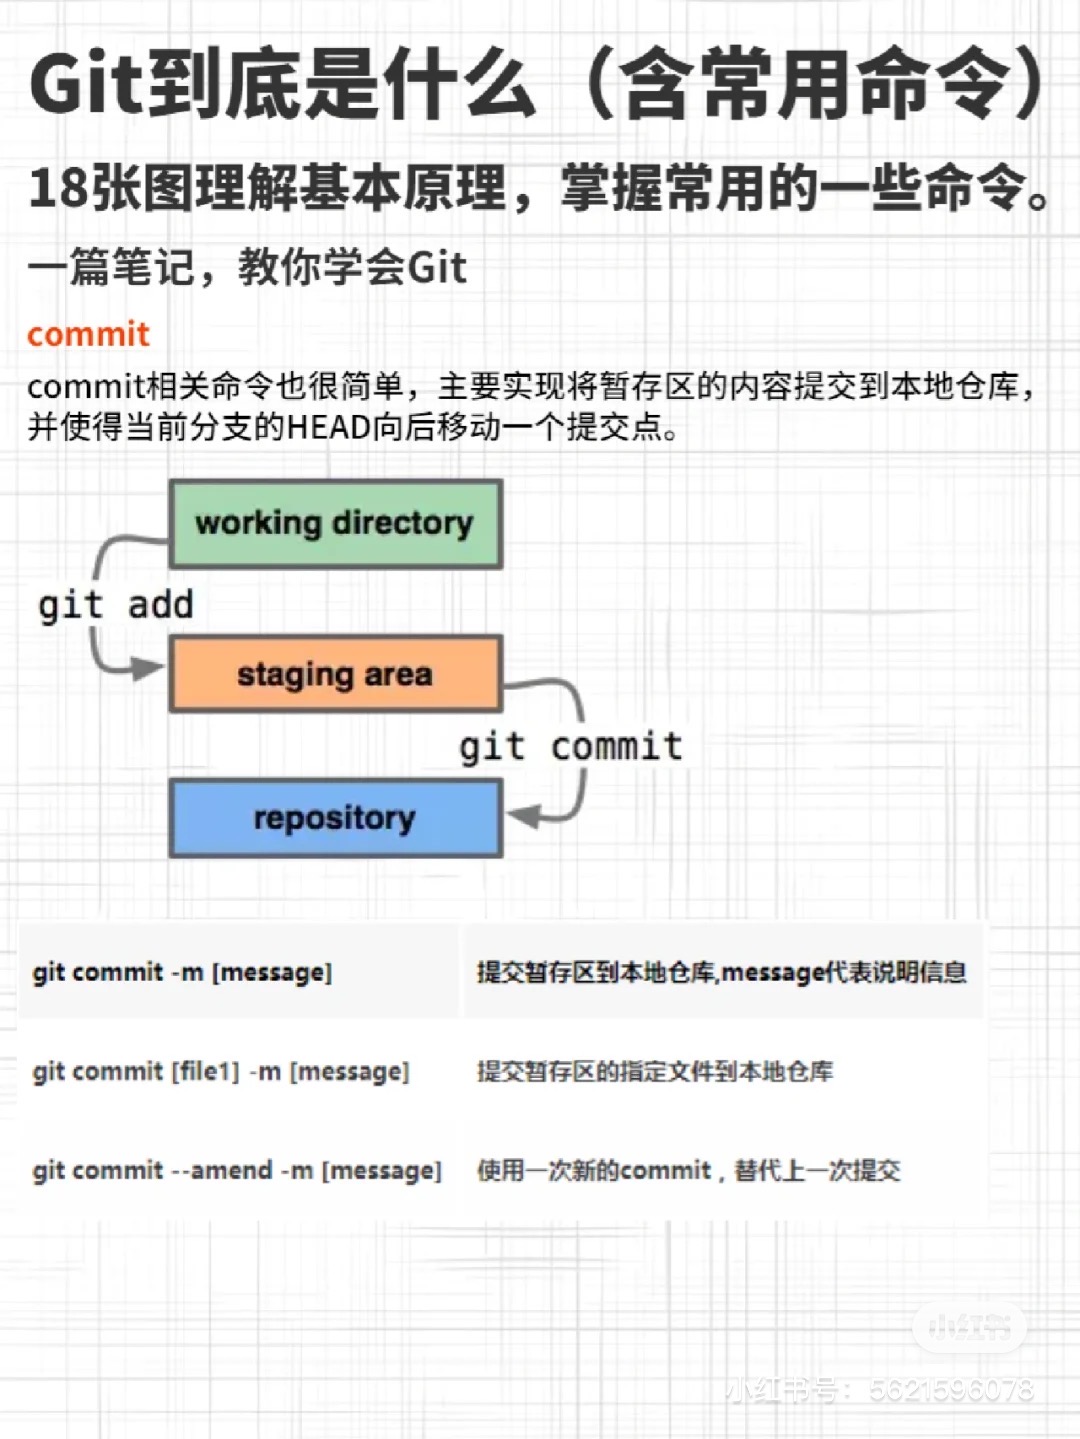 Git到底是什么（含常用命令）
18张图理解基本原理，掌握常用的一些命令。
一篇笔记，教你学会Git
commit
commit相关命令也很简单，主要实现将暂存区的内容提交到本地仓库，
并使得当前分支的HEAD向后移动一个提交点。
working directory
git add
staging area
git commit
repository
git commit -m [message] 提交暂存区到本地仓库,message代表说明信息
git commit [file1] -m [message] 提交暂存区的指定文件到本地仓库
git commit --amend -m [message] 使用一次新的commit，替代上一次提交
小红书
小红书号：5621596078